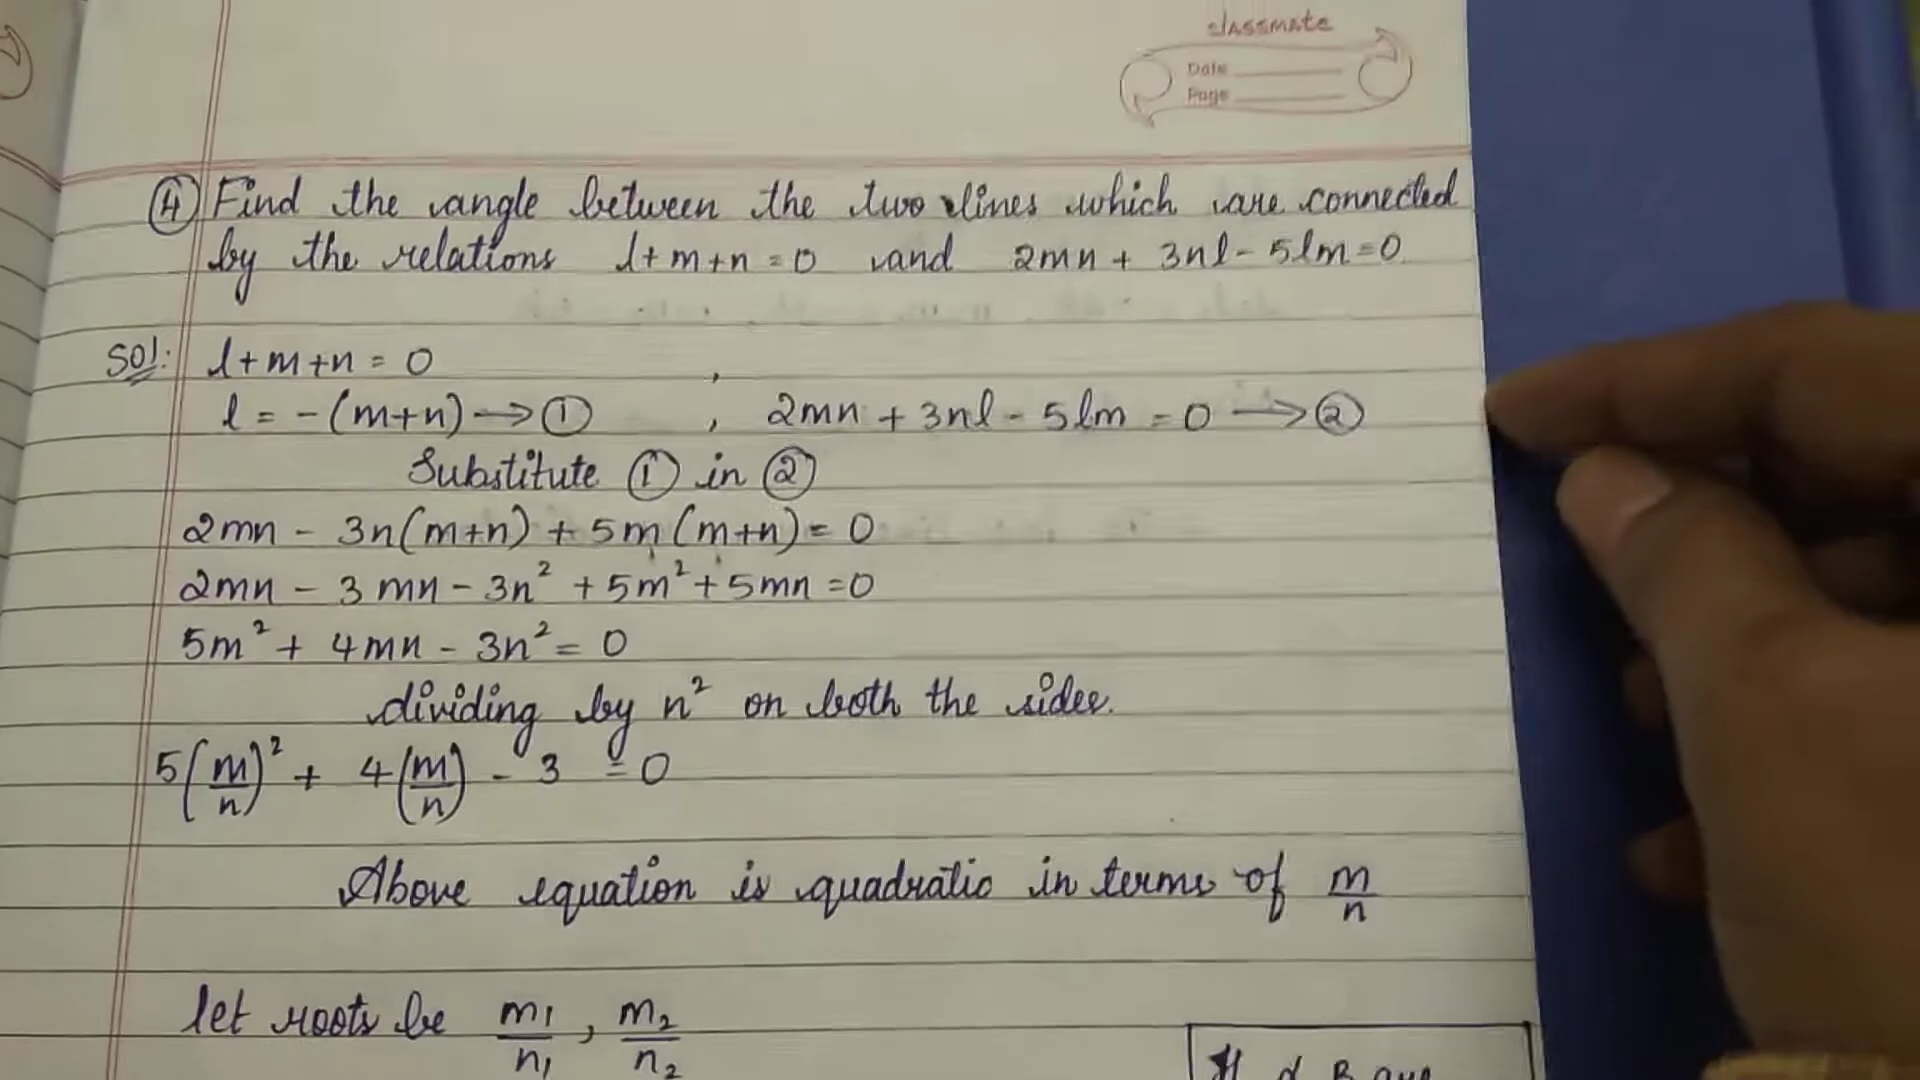 classmate
Date
Page
④ Find the angle between the two lines which are connected
by the relations l+m+n=0 and 2mn + 3nl - 5lm=0
Sol: l+m+n = 0 ,
l = -(m+n) → ① , 2mn + 3nl - 5lm = 0 → ②
Substitute ① in ②
2mn - 3n(m+n) + 5m(m+n) = 0
2mn - 3mn - 3n² + 5m² + 5mn = 0
5m² + 4mn - 3n² = 0
dividing by n² on both the sides.
5(m/n)² + 4(m/n) - 3 = 0
Above equation is quadratic in terms of m/n
let roots be m₁/n₁ , m₂/n₂